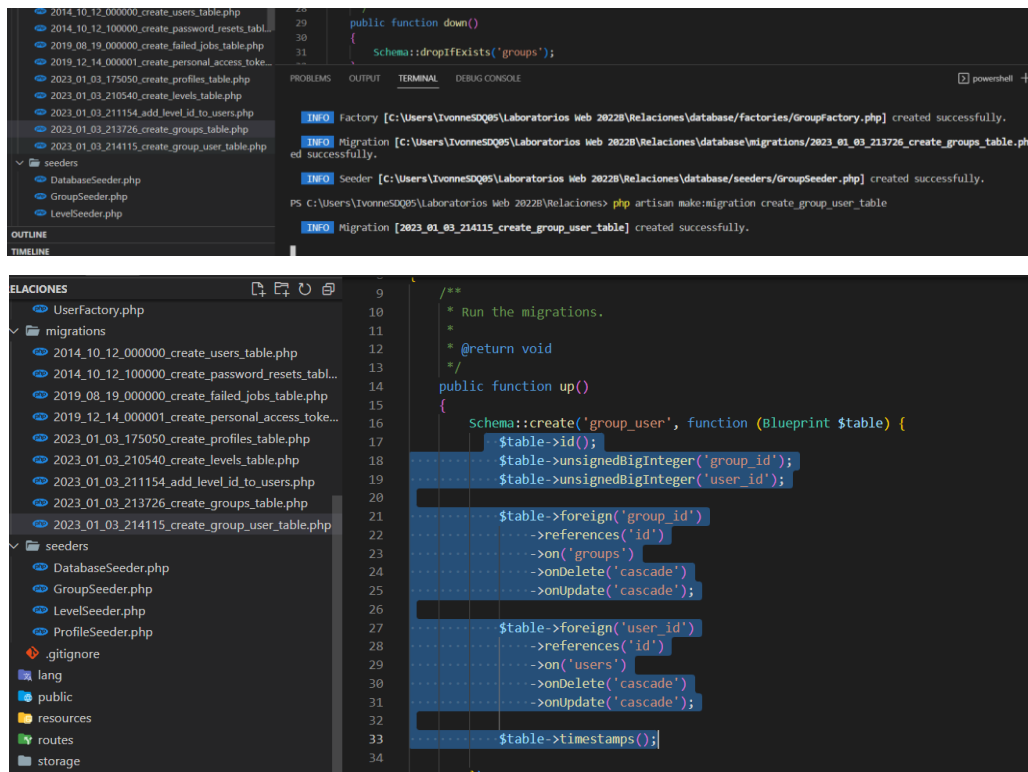 2014_10_12_000000_create_users_table.php
2014_10_12_100000_create_password_resets_tabl...
2019_08_19_000000_create_failed_jobs_table.php
2019_12_14_000001_create_personal_access_toke...
2023_01_03_175050_create_profiles_table.php
2023_01_03_210540_create_levels_table.php
2023_01_03_211154_add_level_id_to_users.php
2023_01_03_213726_create_groups_table.php
2023_01_03_214115_create_group_user_table.php
seeders
DatabaseSeeder.php
GroupSeeder.php
LevelSeeder.php
OUTLINE
TIMELINE
28 */
29 public function down()
30 {
31 Schema::dropIfExists('groups');
PROBLEMS OUTPUT TERMINAL DEBUG CONSOLE powershell +
INFO Factory [C:\Users\IvonneSDQ05\Laboratorios Web 2022B\Relaciones\database/factories/GroupFactory.php] created successfully.
INFO Migration [C:\Users\IvonneSDQ05\Laboratorios Web 2022B\Relaciones\database\migrations/2023_01_03_213726_create_groups_table.ph
ed successfully.
INFO Seeder [C:\Users\IvonneSDQ05\Laboratorios Web 2022B\Relaciones\database/seeders/GroupSeeder.php] created successfully.
PS C:\Users\IvonneSDQ05\Laboratorios Web 2022B\Relaciones> php artisan make:migration create_group_user_table
INFO Migration [2023_01_03_214115_create_group_user_table] created successfully.
ELACIONES
UserFactory.php
migrations
2014_10_12_000000_create_users_table.php
2014_10_12_100000_create_password_resets_tabl...
2019_08_19_000000_create_failed_jobs_table.php
2019_12_14_000001_create_personal_access_toke...
2023_01_03_175050_create_profiles_table.php
2023_01_03_210540_create_levels_table.php
2023_01_03_211154_add_level_id_to_users.php
2023_01_03_213726_create_groups_table.php
2023_01_03_214115_create_group_user_table.php
seeders
DatabaseSeeder.php
GroupSeeder.php
LevelSeeder.php
ProfileSeeder.php
.gitignore
lang
public
resources
routes
storage
{
9 /**
10 * Run the migrations.
11 *
12 * @return void
13 */
14 public function up()
15 {
16 Schema::create('group_user', function (Blueprint $table) {
17 $table->id();
18 $table->unsignedBigInteger('group_id');
19 $table->unsignedBigInteger('user_id');
20
21 $table->foreign('group_id')
22 ->references('id')
23 ->on('groups')
24 ->onDelete('cascade')
25 ->onUpdate('cascade');
26
27 $table->foreign('user_id')
28 ->references('id')
29 ->on('users')
30 ->onDelete('cascade')
31 ->onUpdate('cascade');
32
33 $table->timestamps();
34